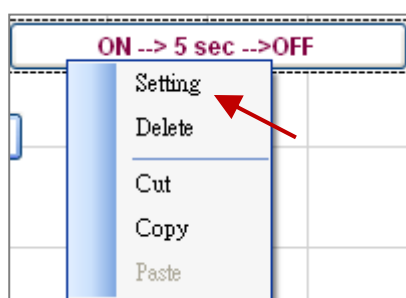 ON --> 5 sec -->OFF
Setting
Delete
Cut
Copy
Paste